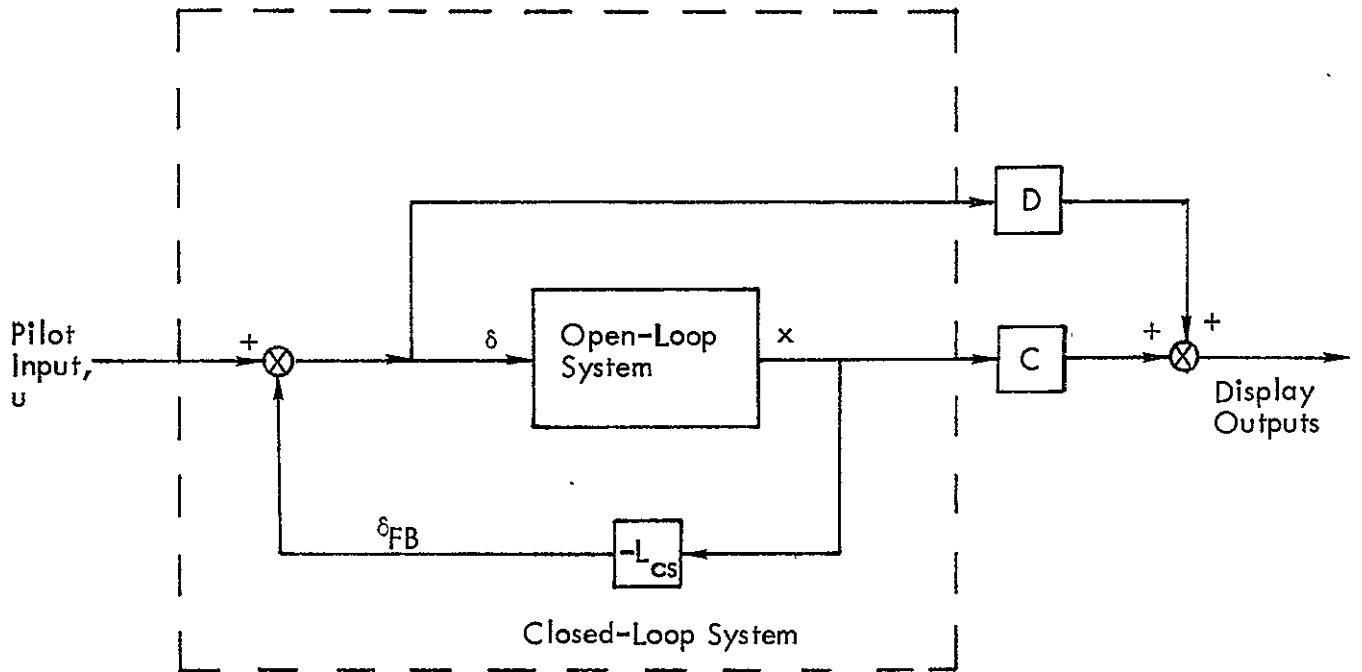 D
Pilot
Input,
u
+
δ
Open-Loop
System
x
C
+
+
Display
Outputs
δFB
-Lcs
Closed-Loop System